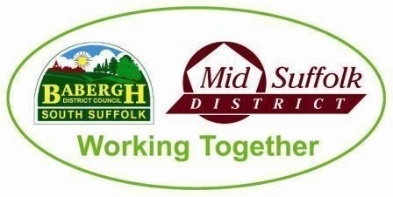 BABERGH
DISTRICT COUNCIL
SOUTH SUFFOLK
Mid Suffolk
DISTRICT
Working Together